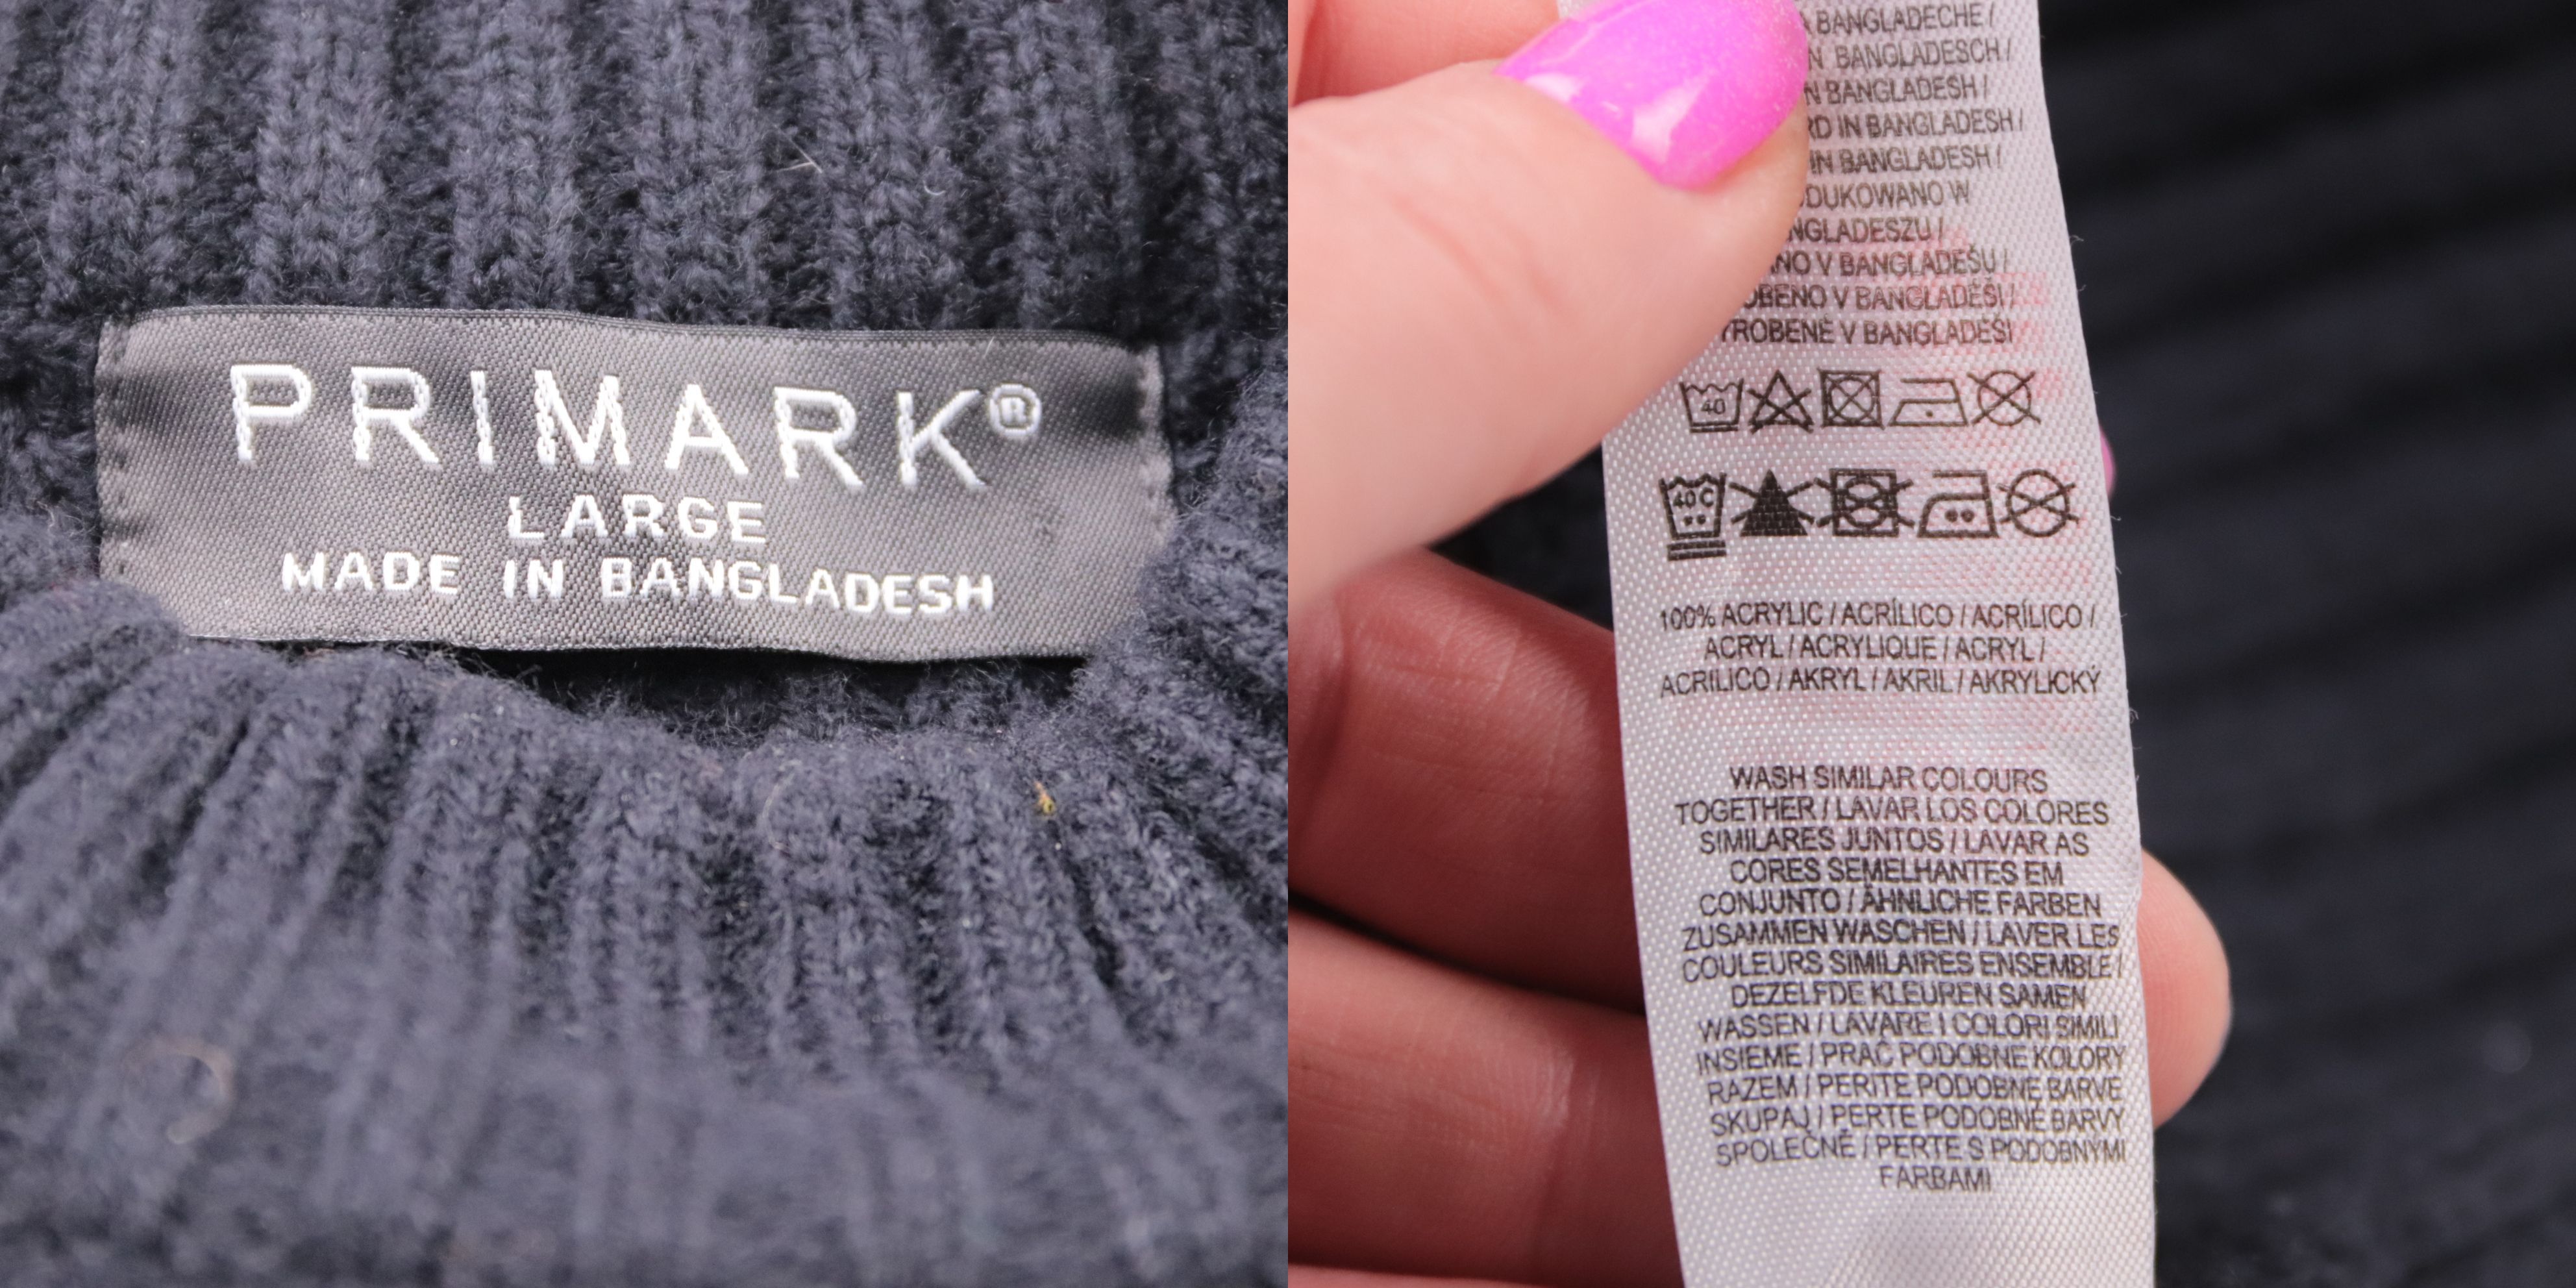 PRIMARK®
LARGE
MADE IN BANGLADESH
BANGLADECHE /
BANGLADESCH /
BANGLADESH /
IN BANGLADESH /
IN BANGLADESH /
W
V BANGLADEŠU /
V BANGLADÉŠI /
V BANGLADÉŠI
40
40 C
100% ACRYLIC / ACRÍLICO / ACRÍLICO /
ACRYL / ACRYLIQUE / ACRYL /
ACRILICO / AKRYL / AKRIL / AKRYLICKÝ
WASH SIMILAR COLOURS
TOGETHER / LAVAR LOS COLORES
SIMILARES JUNTOS / LAVAR AS
CORES SEMELHANTES EM
CONJUNTO / ÄHNLICHE FARBEN
ZUSAMMEN WASCHEN / LAVER LES
COULEURS SIMILAIRES ENSEMBLE /
DEZELFDE KLEUREN SAMEN
WASSEN / LAVARE I COLORI SIMILI
INSIEME / PRAĆ PODOBNE KOLORY
RAZEM / PERITE PODOBNE BARVE
SKUPAJ / PERTE PODOBNÉ BARVY
SPOLEČNĚ / PERTE S PODOBNÝMI
FARBAMI